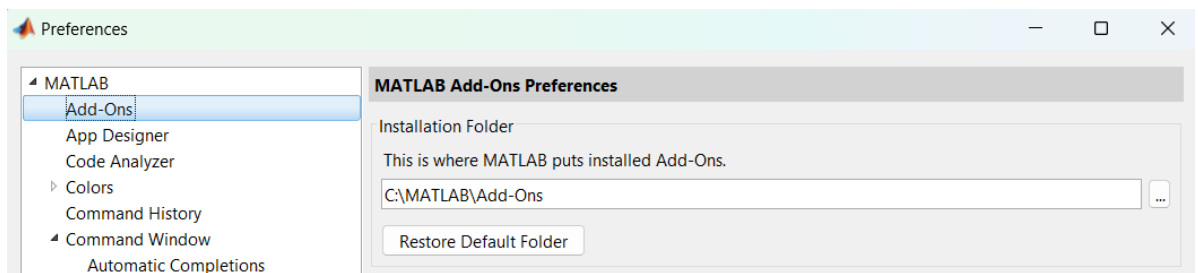 Preferences
MATLAB
Add-Ons
App Designer
Code Analyzer
Colors
Command History
Command Window
Automatic Completions
MATLAB Add-Ons Preferences
Installation Folder
This is where MATLAB puts installed Add-Ons.
C:\MATLAB\Add-Ons
...
Restore Default Folder